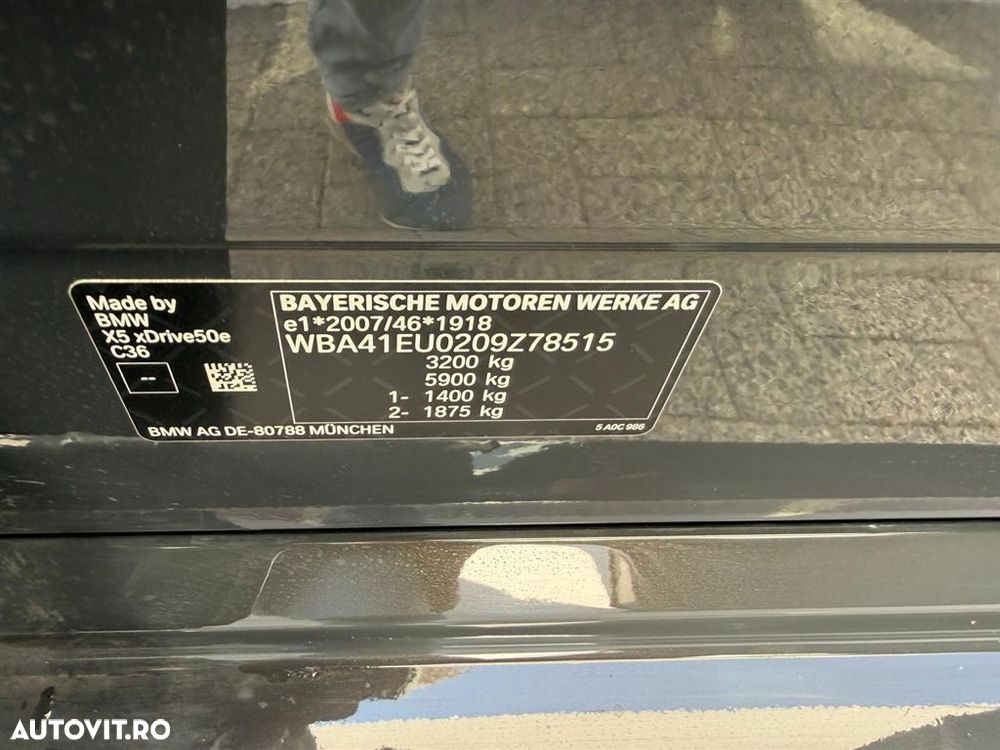 Made by
BMW
X5 xDrive50e
C36
--
BAYERISCHE MOTOREN WERKE AG
e1*2007/46*1918
WBA41EU0209Z78515
3200 kg
5900 kg
1- 1400 kg
2- 1875 kg
BMW AG DE-80788 MÜNCHEN
5 A0C 986
AUTOVIT.RO